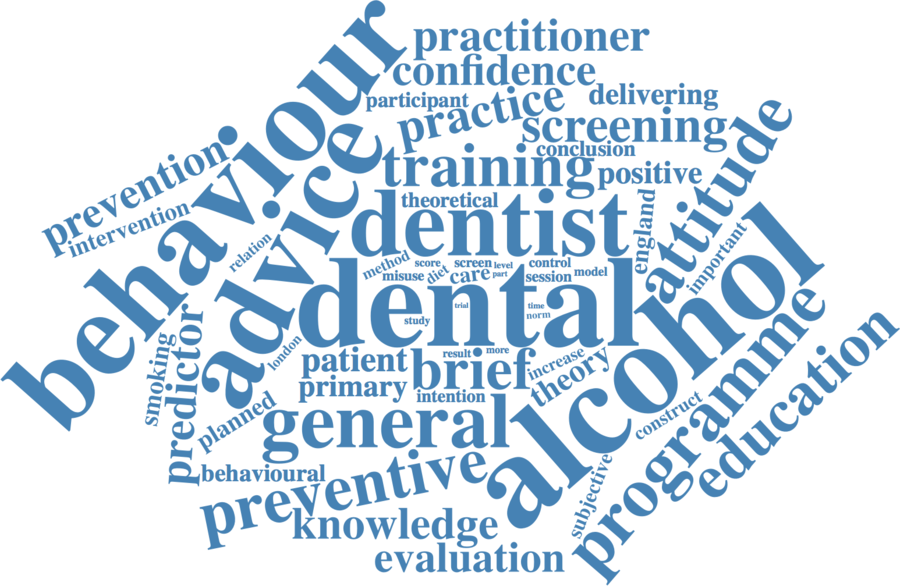 practitioner
confidence
participant
delivering
practice
behaviour
screening
conclusion
attitude
advice
prevention
training
positive
intervention
theoretical
dentist
england
relation
important
method
score
screen
level
control
misuse
diet
care
part
session
model
dental
alcohol
trial
time
norm
study
smoking
predictor
london
patient
result
more
brief
increase
theory
primary
intention
programme
education
planned
general
construct
behavioural
preventive
subjective
knowledge
evaluation